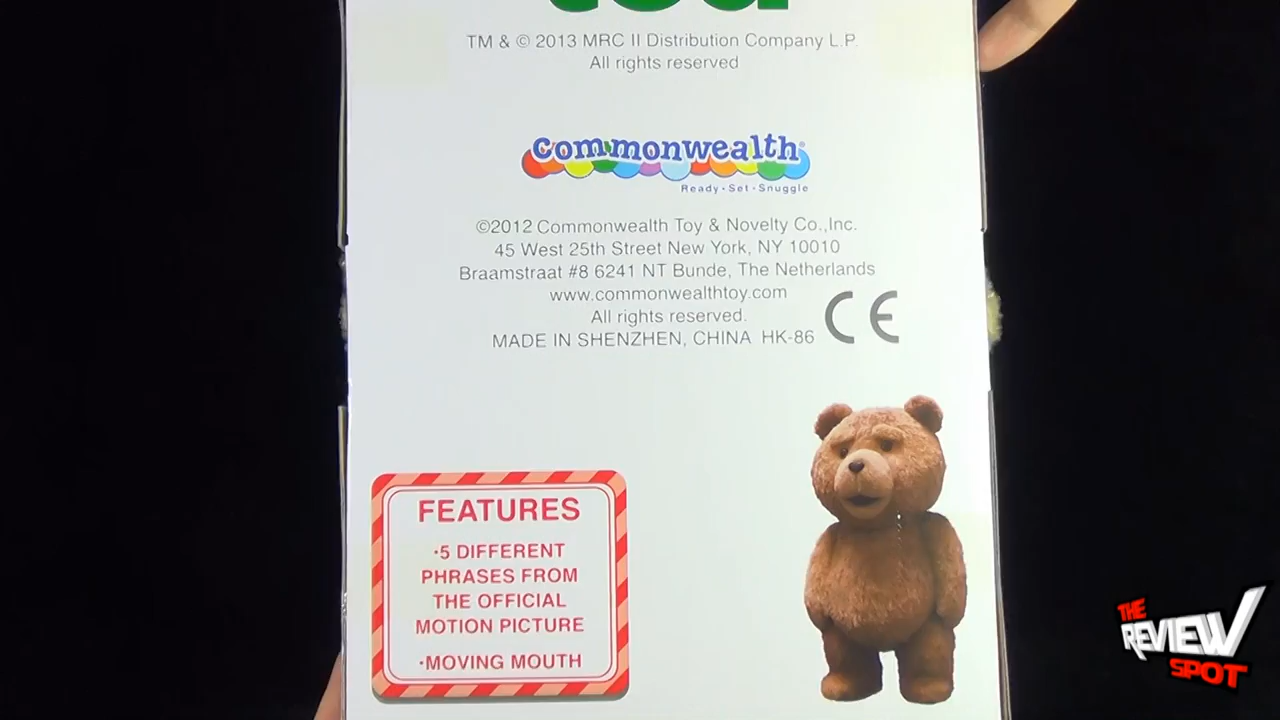 ted
TM & © 2013 MRC II Distribution Company L.P.
All rights reserved
commonwealth®
Ready • Set • Snuggle
©2012 Commonwealth Toy & Novelty Co.,Inc.
45 West 25th Street New York, NY 10010
Braamstraat #8 6241 NT Bunde, The Netherlands
www.commonwealthtoy.com
All rights reserved.
MADE IN SHENZHEN, CHINA HK-86
CE
FEATURES
•5 DIFFERENT
PHRASES FROM
THE OFFICIAL
MOTION PICTURE
•MOVING MOUTH
THE
REVIEW
SPOT